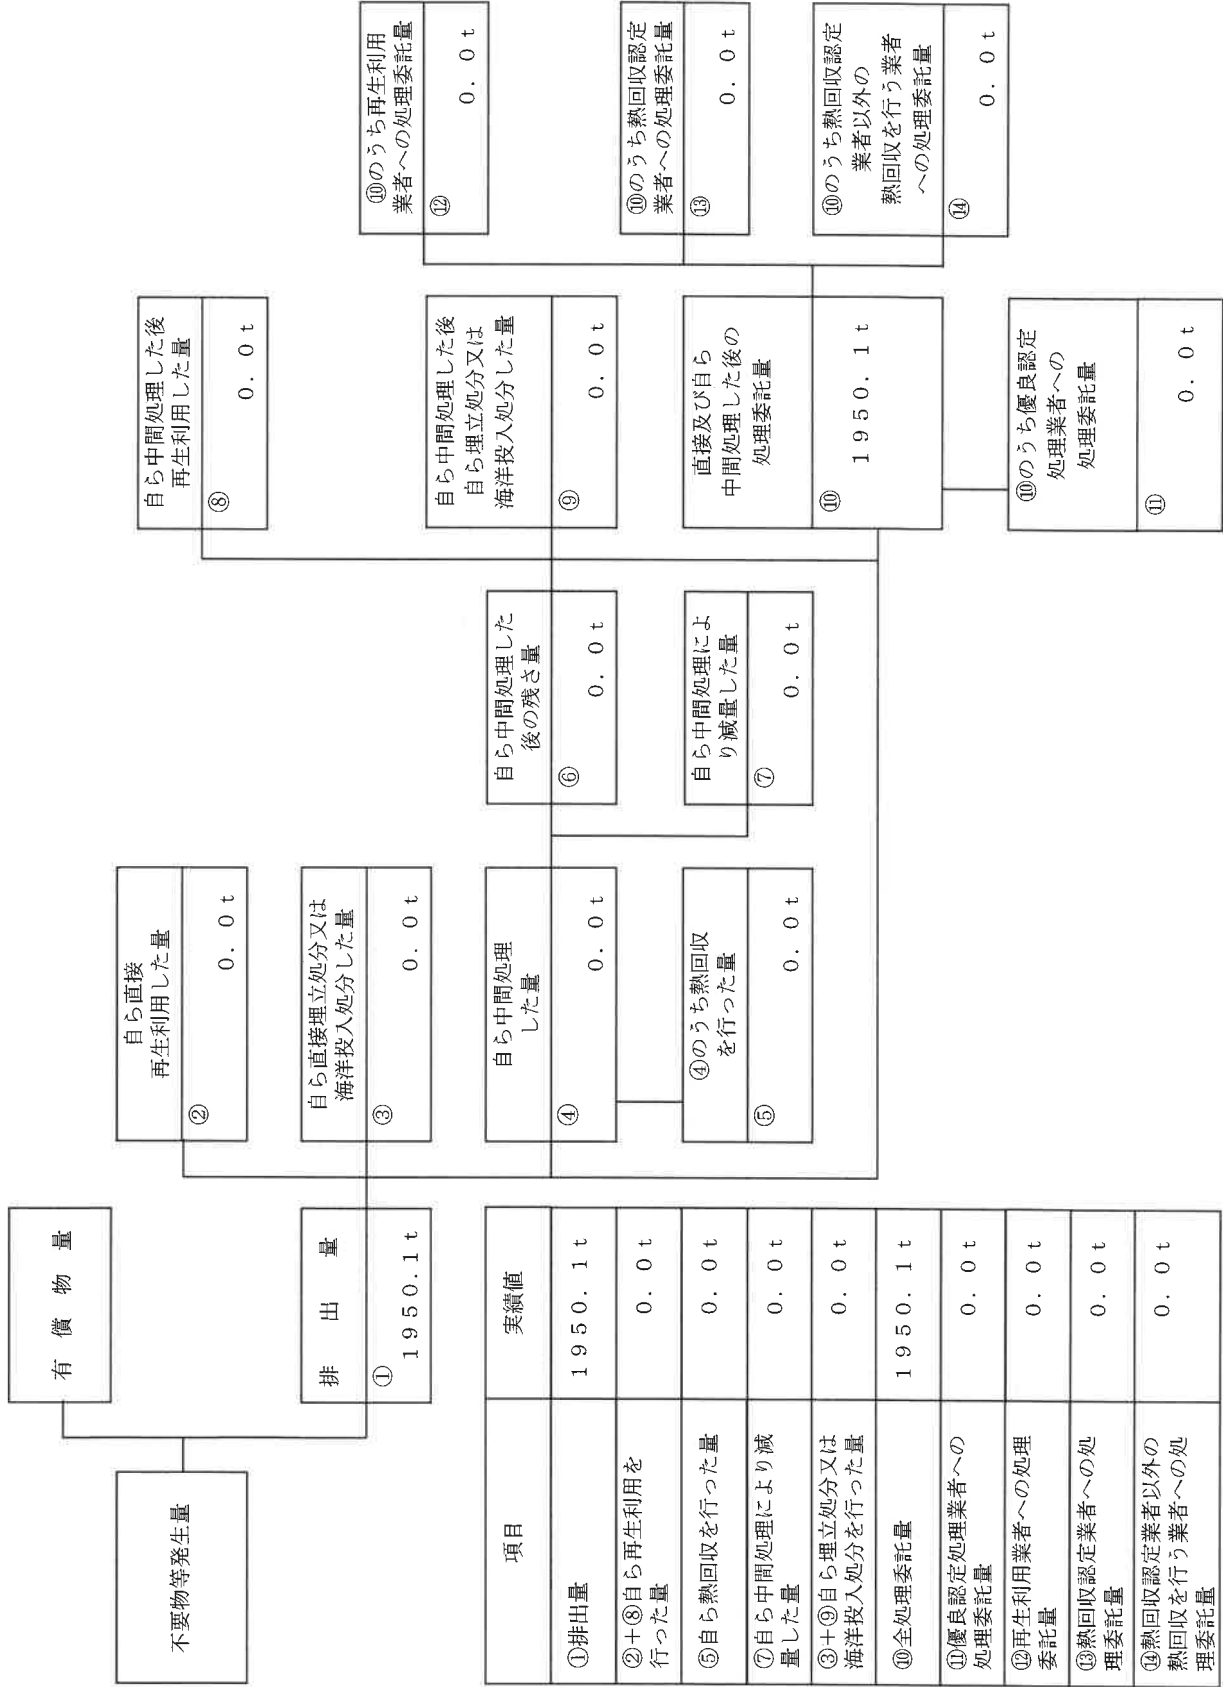 不要物等発生量
有償物量
排出量
①
1950.1t
自ら直接
再生利用した量
②
0.0t
自ら直接埋立処分又は
海洋投入処分した量
③
0.0t
自ら中間処理
した量
④
0.0t
④のうち熱回収
を行った量
⑤
0.0t
自ら中間処理した
後の残さ量
⑥
0.0t
自ら中間処理によ
り減量した量
⑦
0.0t
自ら中間処理した後
再生利用した量
⑧
0.0t
自ら中間処理した後
自ら埋立処分又は
海洋投入処分した量
⑨
0.0t
直接及び自ら
中間処理した後の
処理委託量
⑩
1950.1t
⑩のうち優良認定
処理業者への
処理委託量
⑪
0.0t
⑩のうち再生利用
業者への処理委託量
⑫
0.0t
⑩のうち熱回収認定
業者への処理委託量
⑬
0.0t
⑩のうち熱回収認定
業者以外の
熱回収を行う業者
への処理委託量
⑭
0.0t
項目
実績値
①排出量
1950.1t
②+⑧自ら再生利用を
行った量
0.0t
⑤自ら熱回収を行った量
0.0t
⑦自ら中間処理により減
量した量
0.0t
③+⑨自ら埋立処分又は
海洋投入処分を行った量
0.0t
⑩全処理委託量
1950.1t
⑪優良認定処理業者への
処理委託量
0.0t
⑫再生利用業者への処理
委託量
0.0t
⑬熱回収認定業者への処
理委託量
0.0t
⑭熱回収認定業者以外の
熱回収を行う業者への処
理委託量
0.0t